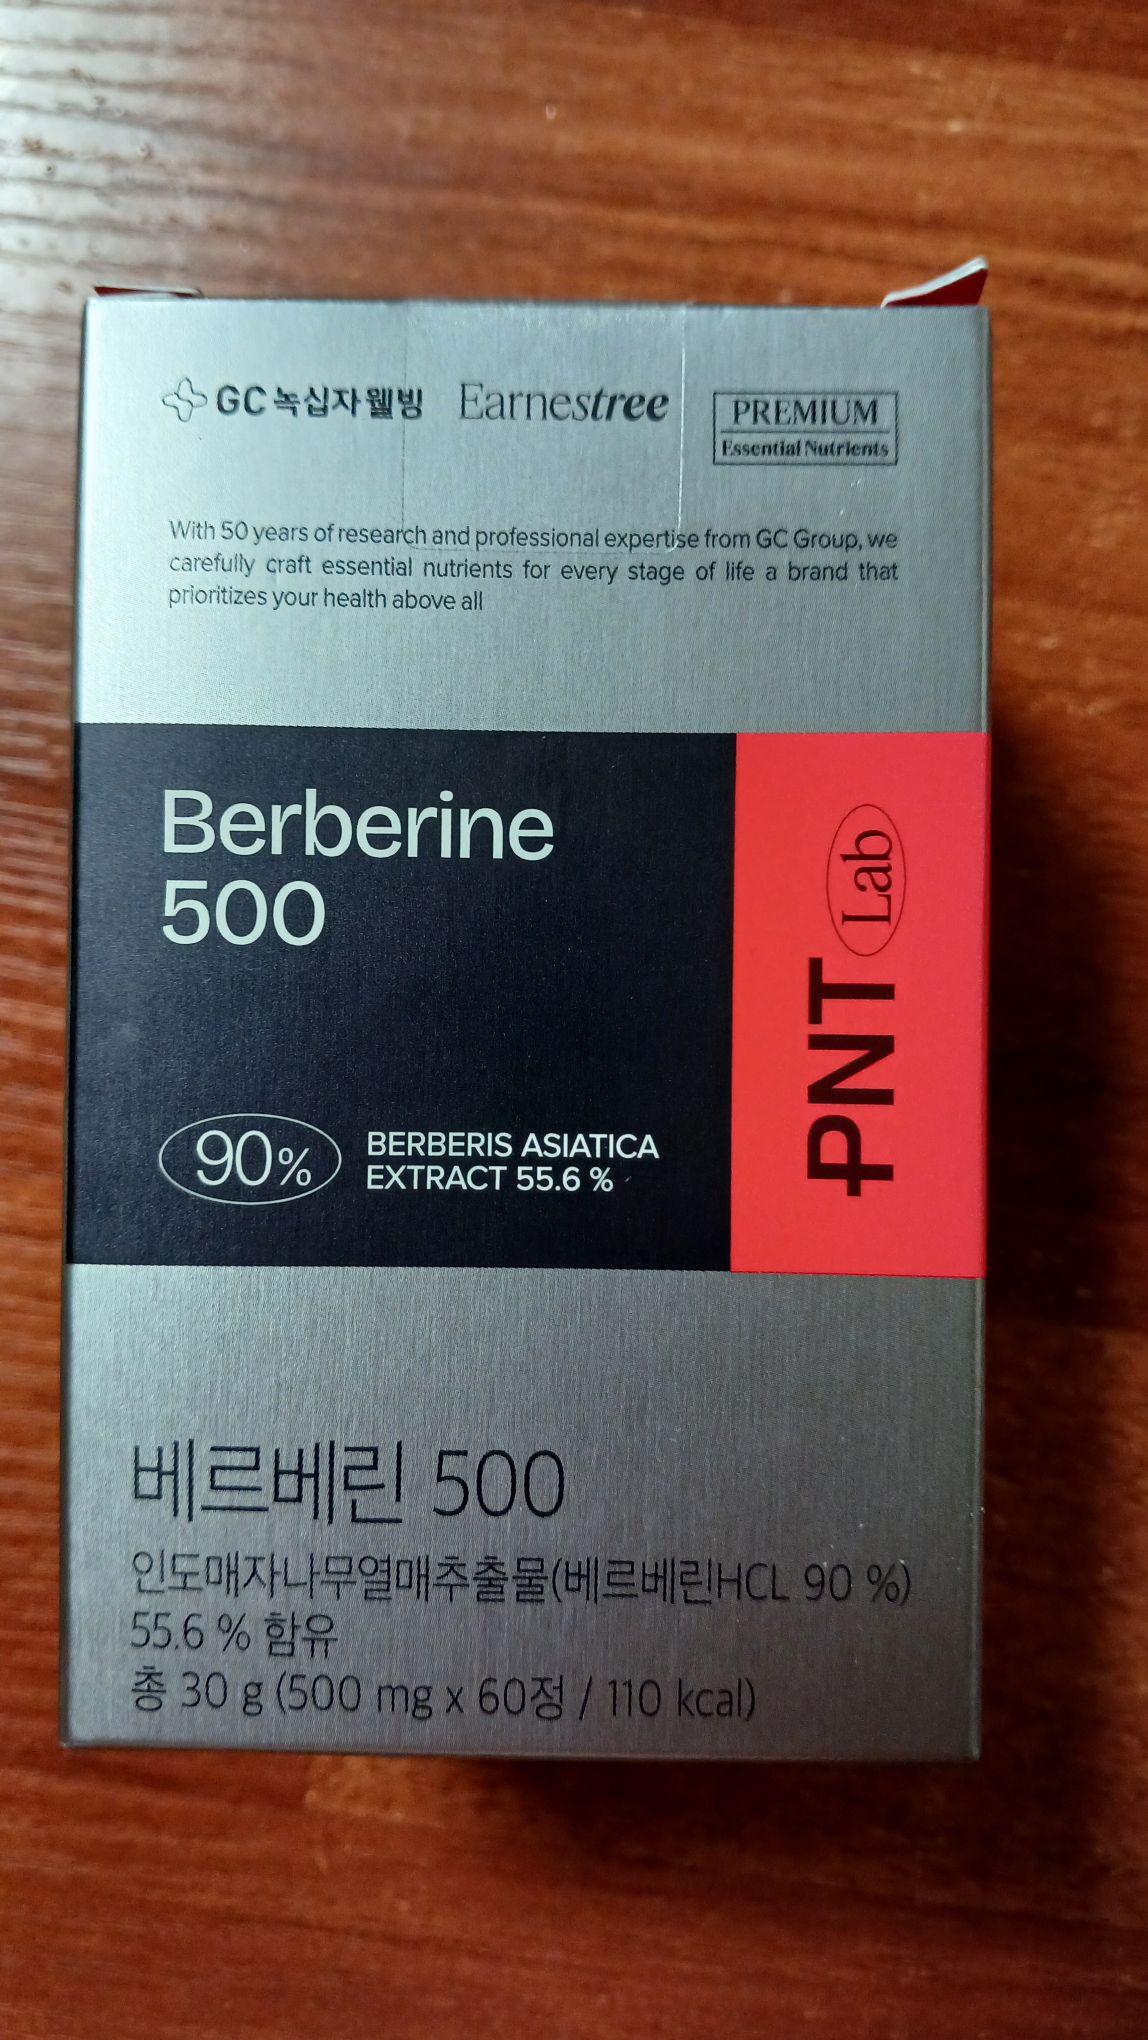 GC녹십자웰빙 Earnestree PREMIUM
Essential Nutrients
With 50 years of research and professional expertise from GC Group, we
carefully craft essential nutrients for every stage of life a brand that
prioritizes your health above all
Berberine
500
PNT Lab
90% BERBERIS ASIATICA
EXTRACT 55.6 %
베르베린 500
인도매자나무열매추출물(베르베린HCL 90 %)
55.6 % 함유
총 30 g (500 mg x 60정 / 110 kcal)